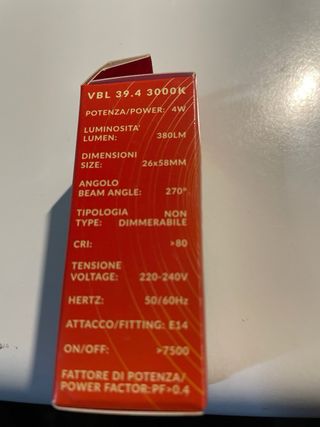 VBL 39.4 3000K
POTENZA/POWER: 4W
LUMINOSITA'
LUMEN: 380LM
DIMENSIONI
SIZE: 26x58MM
ANGOLO
BEAM ANGLE: 270°
TIPOLOGIA NON
TYPE: DIMMERABILE
CRI: >80
TENSIONE
VOLTAGE: 220-240V
HERTZ: 50/60Hz
ATTACCO/FITTING: E14
ON/OFF: >7500
FATTORE DI POTENZA/
POWER FACTOR:PF>0.4